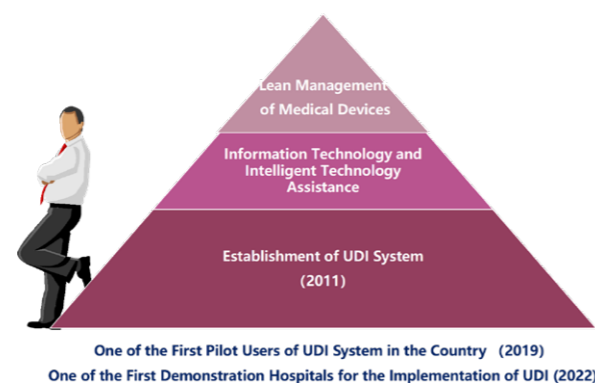 Lean Management
of Medical Devices
Information Technology and
Intelligent Technology
Assistance
Establishment of UDI System
（2011）
One of the First Pilot Users of UDI System in the Country （2019）
One of the First Demonstration Hospitals for the Implementation of UDI (2022)